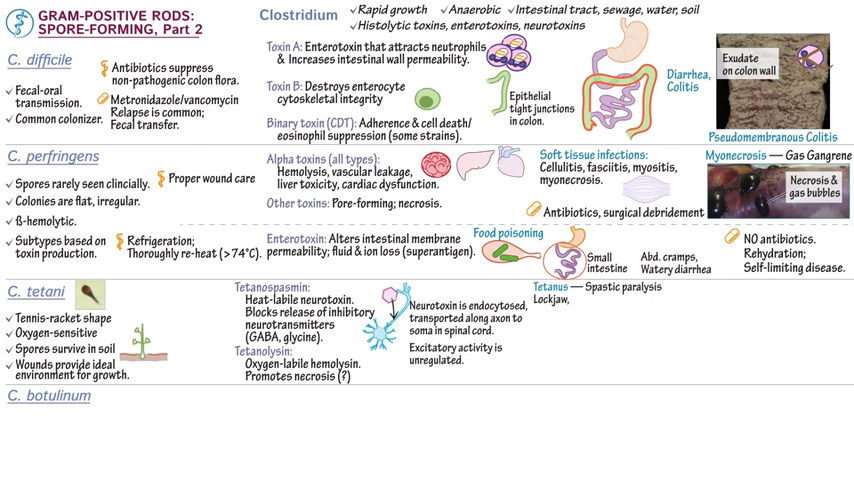 GRAM-POSITIVE RODS:
SPORE-FORMING, Part 2
Clostridium
✓Rapid growth ✓Anaerobic ✓Intestinal tract, sewage, water, soil
✓Histolytic toxins, enterotoxins, neurotoxins
C. difficile
✓Fecal-oral
transmission.
✓Common colonizer.
Antibiotics suppress
non-pathogenic colon flora.
Metronidazole/vancomycin
Relapse is common;
Fecal transfer.
Toxin A: Enterotoxin that attracts neutrophils
& Increases intestinal wall permeability.
Toxin B: Destroys enterocyte
cytoskeletal integrity
Binary toxin (CDT): Adherence & cell death/
eosinophil suppression (some strains).
Epithelial
tight junctions
in colon.
Diarrhea,
Colitis
Exudate
on colon wall
Pseudomembranous Colitis
C. perfringens
✓Spores rarely seen clincially.
✓Colonies are flat, irregular.
✓ß-hemolytic.
✓Subtypes based on
toxin production.
Proper wound care
Refrigeration;
Thoroughly re-heat (>74°C).
Alpha toxins (all types):
Hemolysis, vascular leakage,
liver toxicity, cardiac dysfunction.
Other toxins: Pore-forming; necrosis.
Soft tissue infections:
Cellulitis, fasciitis, myositis,
myonecrosis.
Antibiotics, surgical debridement
Myonecrosis — Gas Gangrene
Necrosis &
gas bubbles
Enterotoxin: Alters intestinal membrane
permeability; fluid & ion loss (superantigen).
Food poisoning
Small
intestine
Abd. cramps,
Watery diarrhea
NO antibiotics.
Rehydration;
Self-limiting disease.
C. tetani
✓Tennis-racket shape
✓Oxygen-sensitive
✓Spores survive in soil
✓Wounds provide ideal
environment for growth.
Tetanospasmin:
Heat-labile neurotoxin.
Blocks release of inhibitory
neurotransmitters
(GABA, glycine).
Tetanolysin:
Oxygen-labile hemolysin.
Promotes necrosis (?)
Neurotoxin is endocytosed,
transported along axon to
soma in spinal cord.
Excitatory activity is
unregulated.
Tetanus — Spastic paralysis
Lockjaw,
C. botulinum